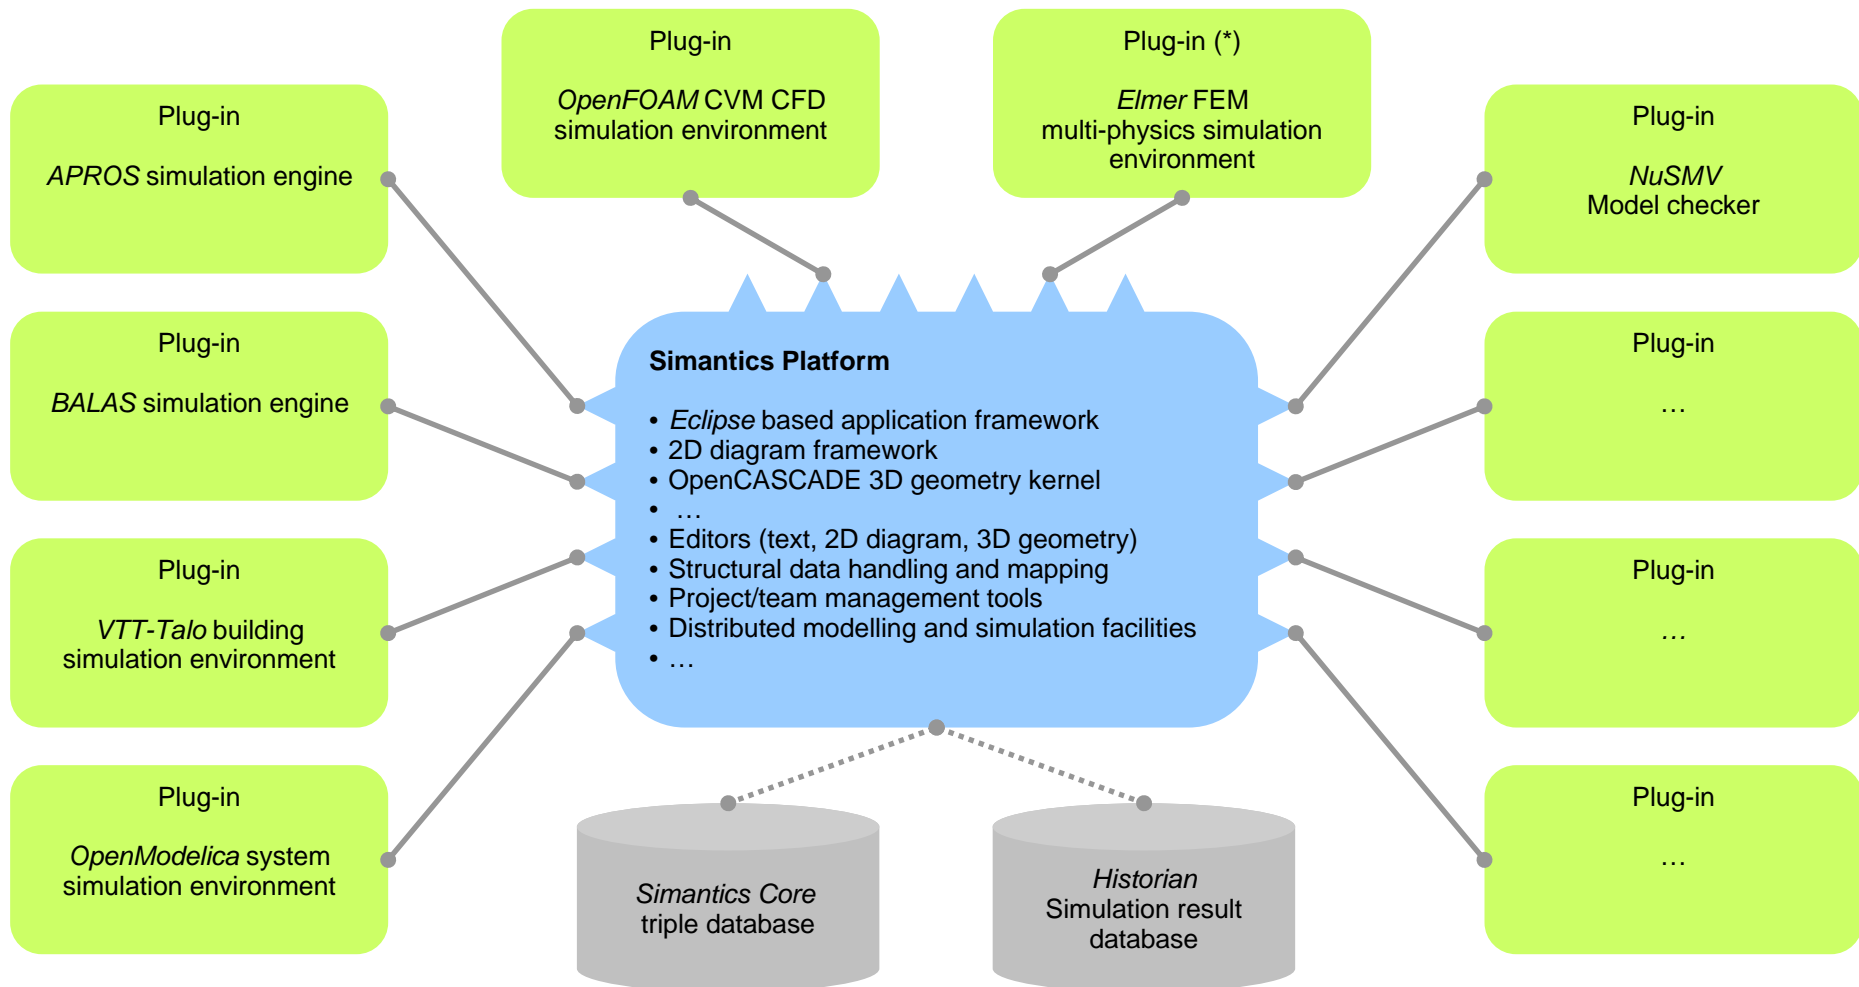 Plug-in
OpenFOAM CVM CFD
simulation environment
Plug-in (*)
Elmer FEM
multi-physics simulation
environment
Plug-in
APROS simulation engine
Plug-in
BALAS simulation engine
Plug-in
VTT-Talo building
simulation environment
Plug-in
OpenModelica system
simulation environment
Simantics Platform
• Eclipse based application framework
• 2D diagram framework
• OpenCASCADE 3D geometry kernel
• …
• Editors (text, 2D diagram, 3D geometry)
• Structural data handling and mapping
• Project/team management tools
• Distributed modelling and simulation facilities
• …
Plug-in
NuSMV
Model checker
Plug-in
…
Plug-in
…
Plug-in
…
Simantics Core
triple database
Historian
Simulation result
database